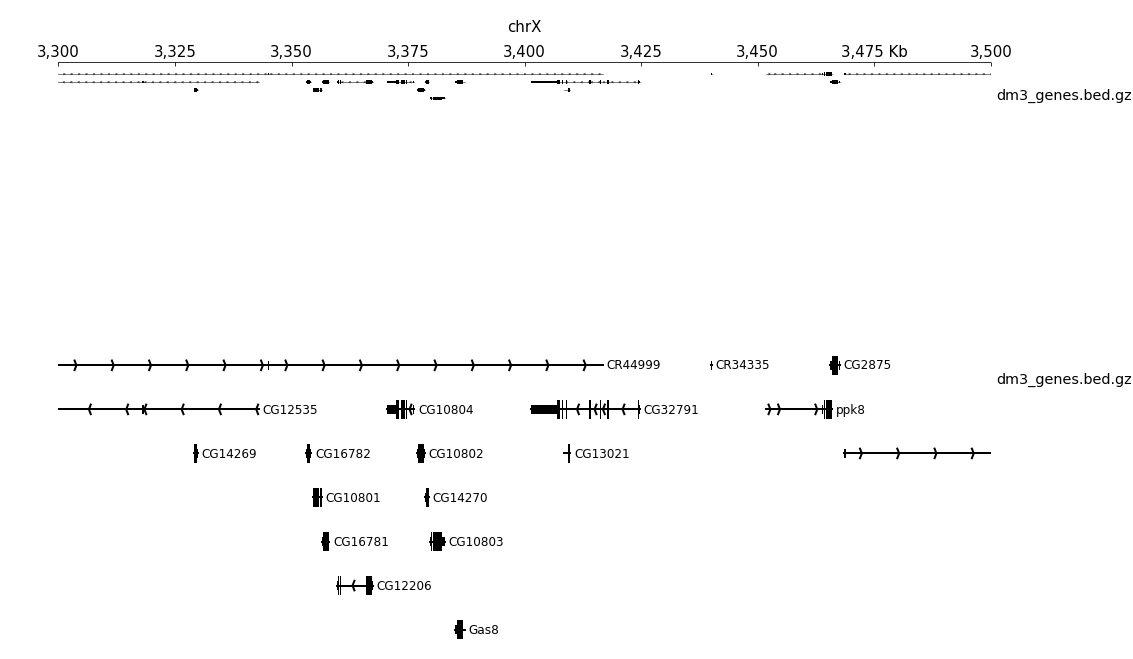 chrX
3,300 3,325 3,350 3,375 3,400 3,425 3,450 3,475 Kb 3,500
dm3_genes.bed.gz
CR44999 CR34335 CG2875
dm3_genes.bed.gz
CG12535 CG10804 CG32791 ppk8
CG14269 CG16782 CG10802 CG13021
CG10801 CG14270
CG16781 CG10803
CG12206
Gas8